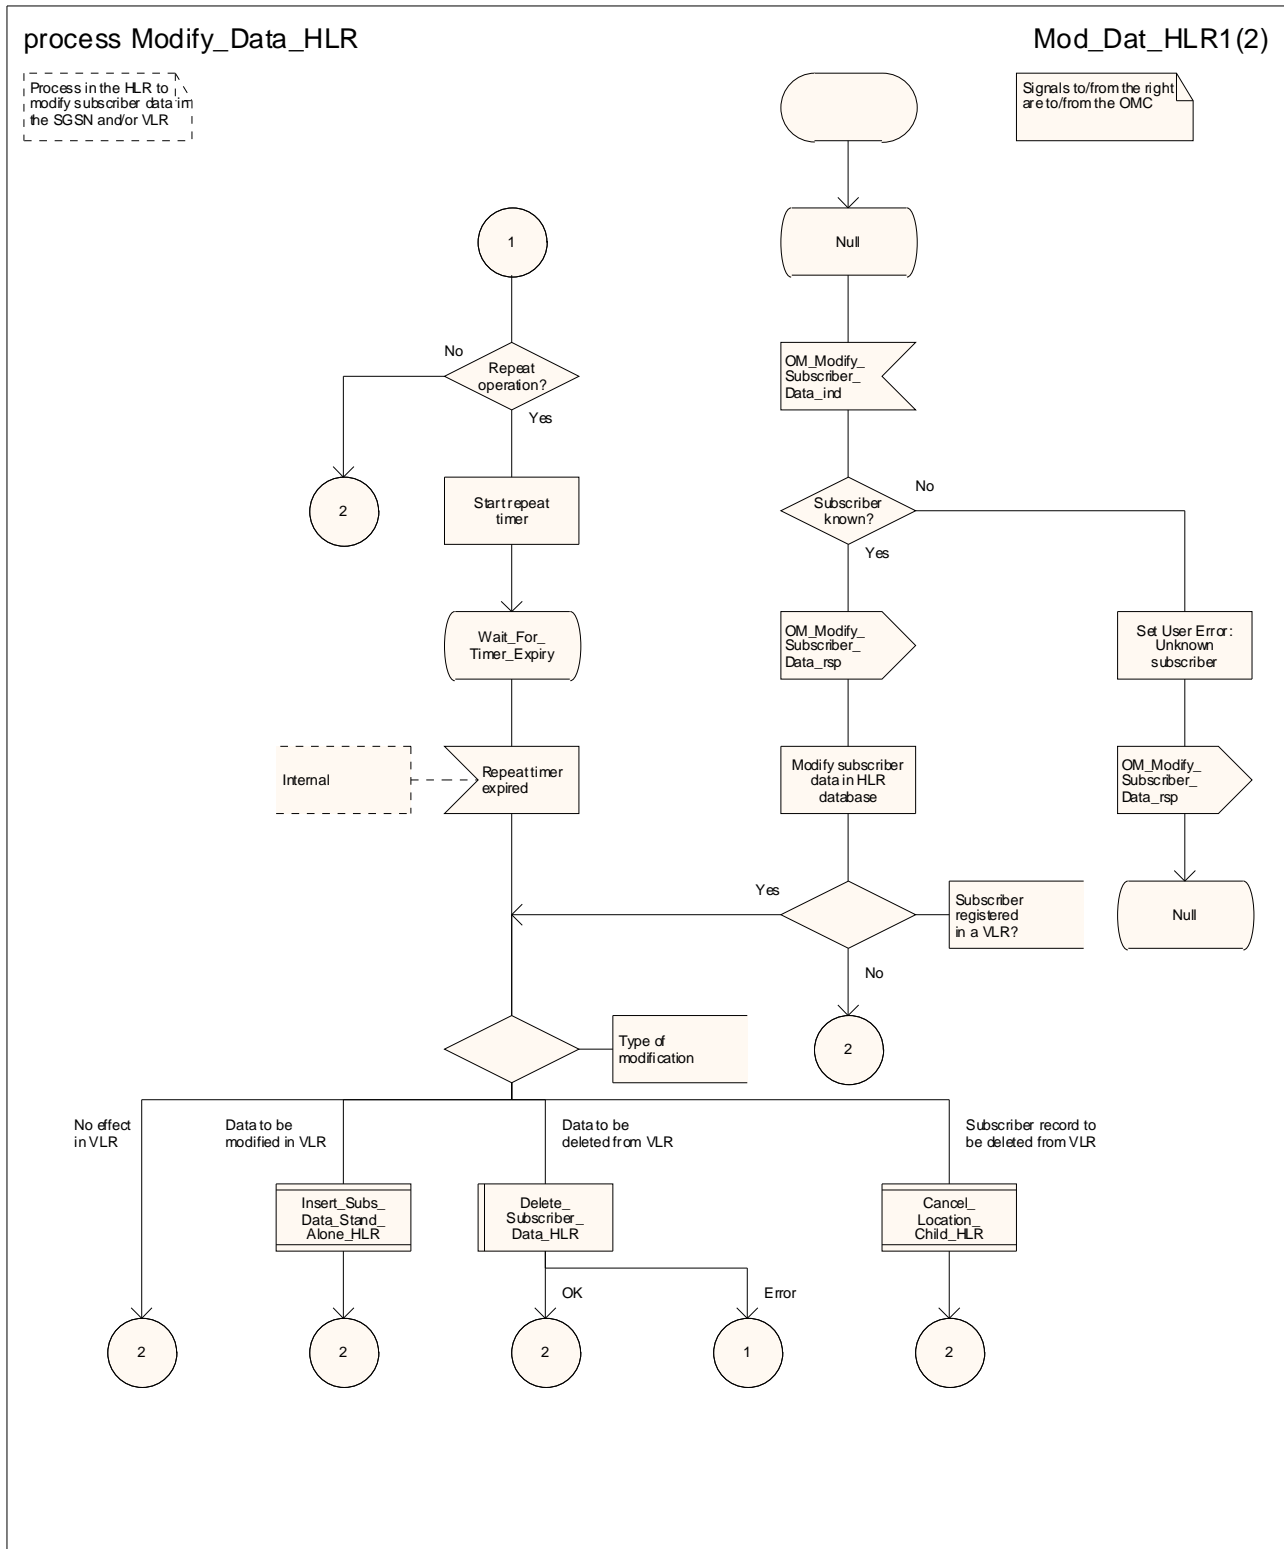 process Modify_Data_HLR
Mod_Dat_HLR1(2)
Process in the HLR to
modify subscriber data in
the SGSN and/or VLR
Signals to/from the right
are to/from the OMC
1
Null
No
Repeat
operation?
Yes
OM_Modify_
Subscriber_
Data_ind
2
Start repeat
timer
Subscriber
known?
No
Yes
Wait_For_
Timer_Expiry
OM_Modify_
Subscriber_
Data_rsp
Set User Error:
Unknown
subscriber
Internal
Repeat timer
expired
Modify subscriber
data in HLR
database
OM_Modify_
Subscriber_
Data_rsp
Yes
Subscriber
registered
in a VLR?
Null
No
Type of
modification
2
No effect
in VLR
Data to be
modified in VLR
Data to be
deleted from VLR
Subscriber record to
be deleted from VLR
Insert_Subs_
Data_Stand_
Alone_HLR
Delete_
Subscriber_
Data_HLR
Cancel_
Location_
Child_HLR
OK
Error
2
2
2
1
2